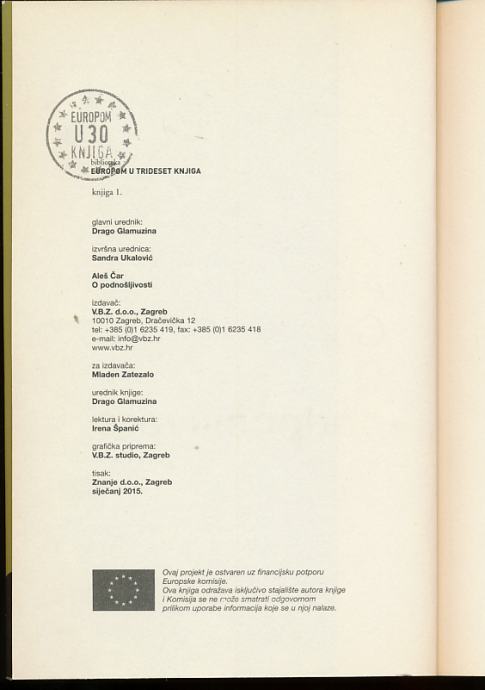 EUROPOM
U 30
KNJIGA
biblioteka
EUROPOM U TRIDESET KNJIGA
knjiga 1.
glavni urednik:
Drago Glamuzina
izvršna urednica:
Sandra Ukalović
Aleš Čar
O podnošljivosti
izdavač:
V.B.Z. d.o.o., Zagreb
10010 Zagreb, Dračevička 12
tel: +385 (0)1 6235 419, fax: +385 (0)1 6235 418
e-mail: info@vbz.hr
www.vbz.hr
za izdavača:
Mladen Zatezalo
urednik knjige:
Drago Glamuzina
lektura i korektura:
Irena Španić
grafička priprema:
V.B.Z. studio, Zagreb
tisak:
Znanje d.o.o., Zagreb
siječanj 2015.
Ovaj projekt je ostvaren uz financijsku potporu
Europske komisije.
Ova knjiga odražava isključivo stajalište autora knjige
i Komisija se ne može smatrati odgovornom
prilikom uporabe informacija koje se u njoj nalaze.